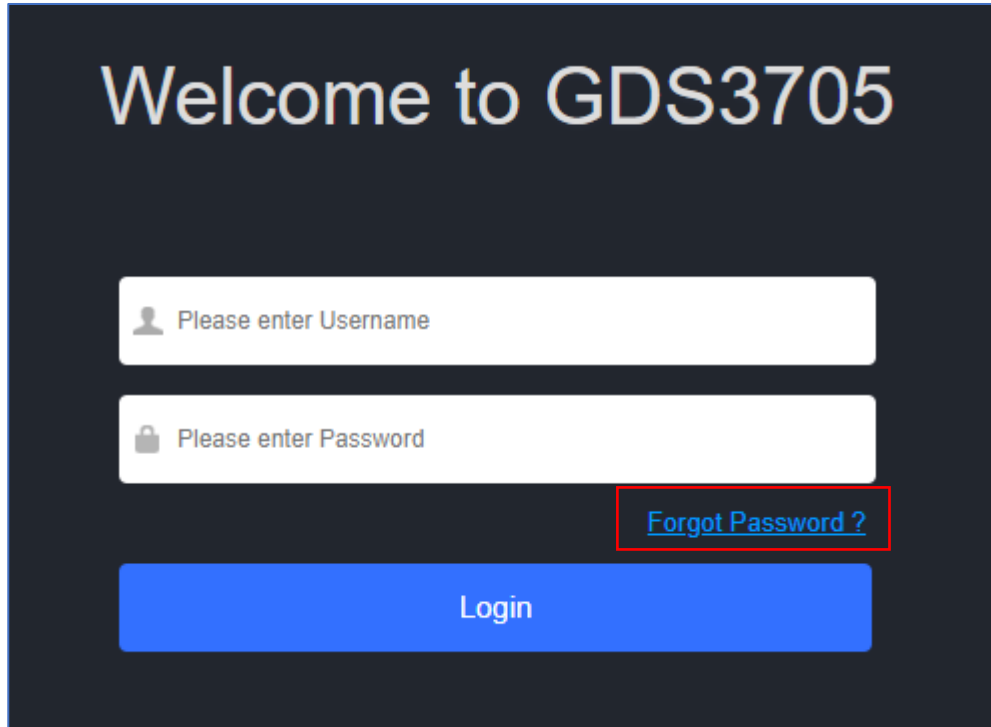 Welcome to GDS3705
Please enter Username
Please enter Password
Forgot Password ?
Login